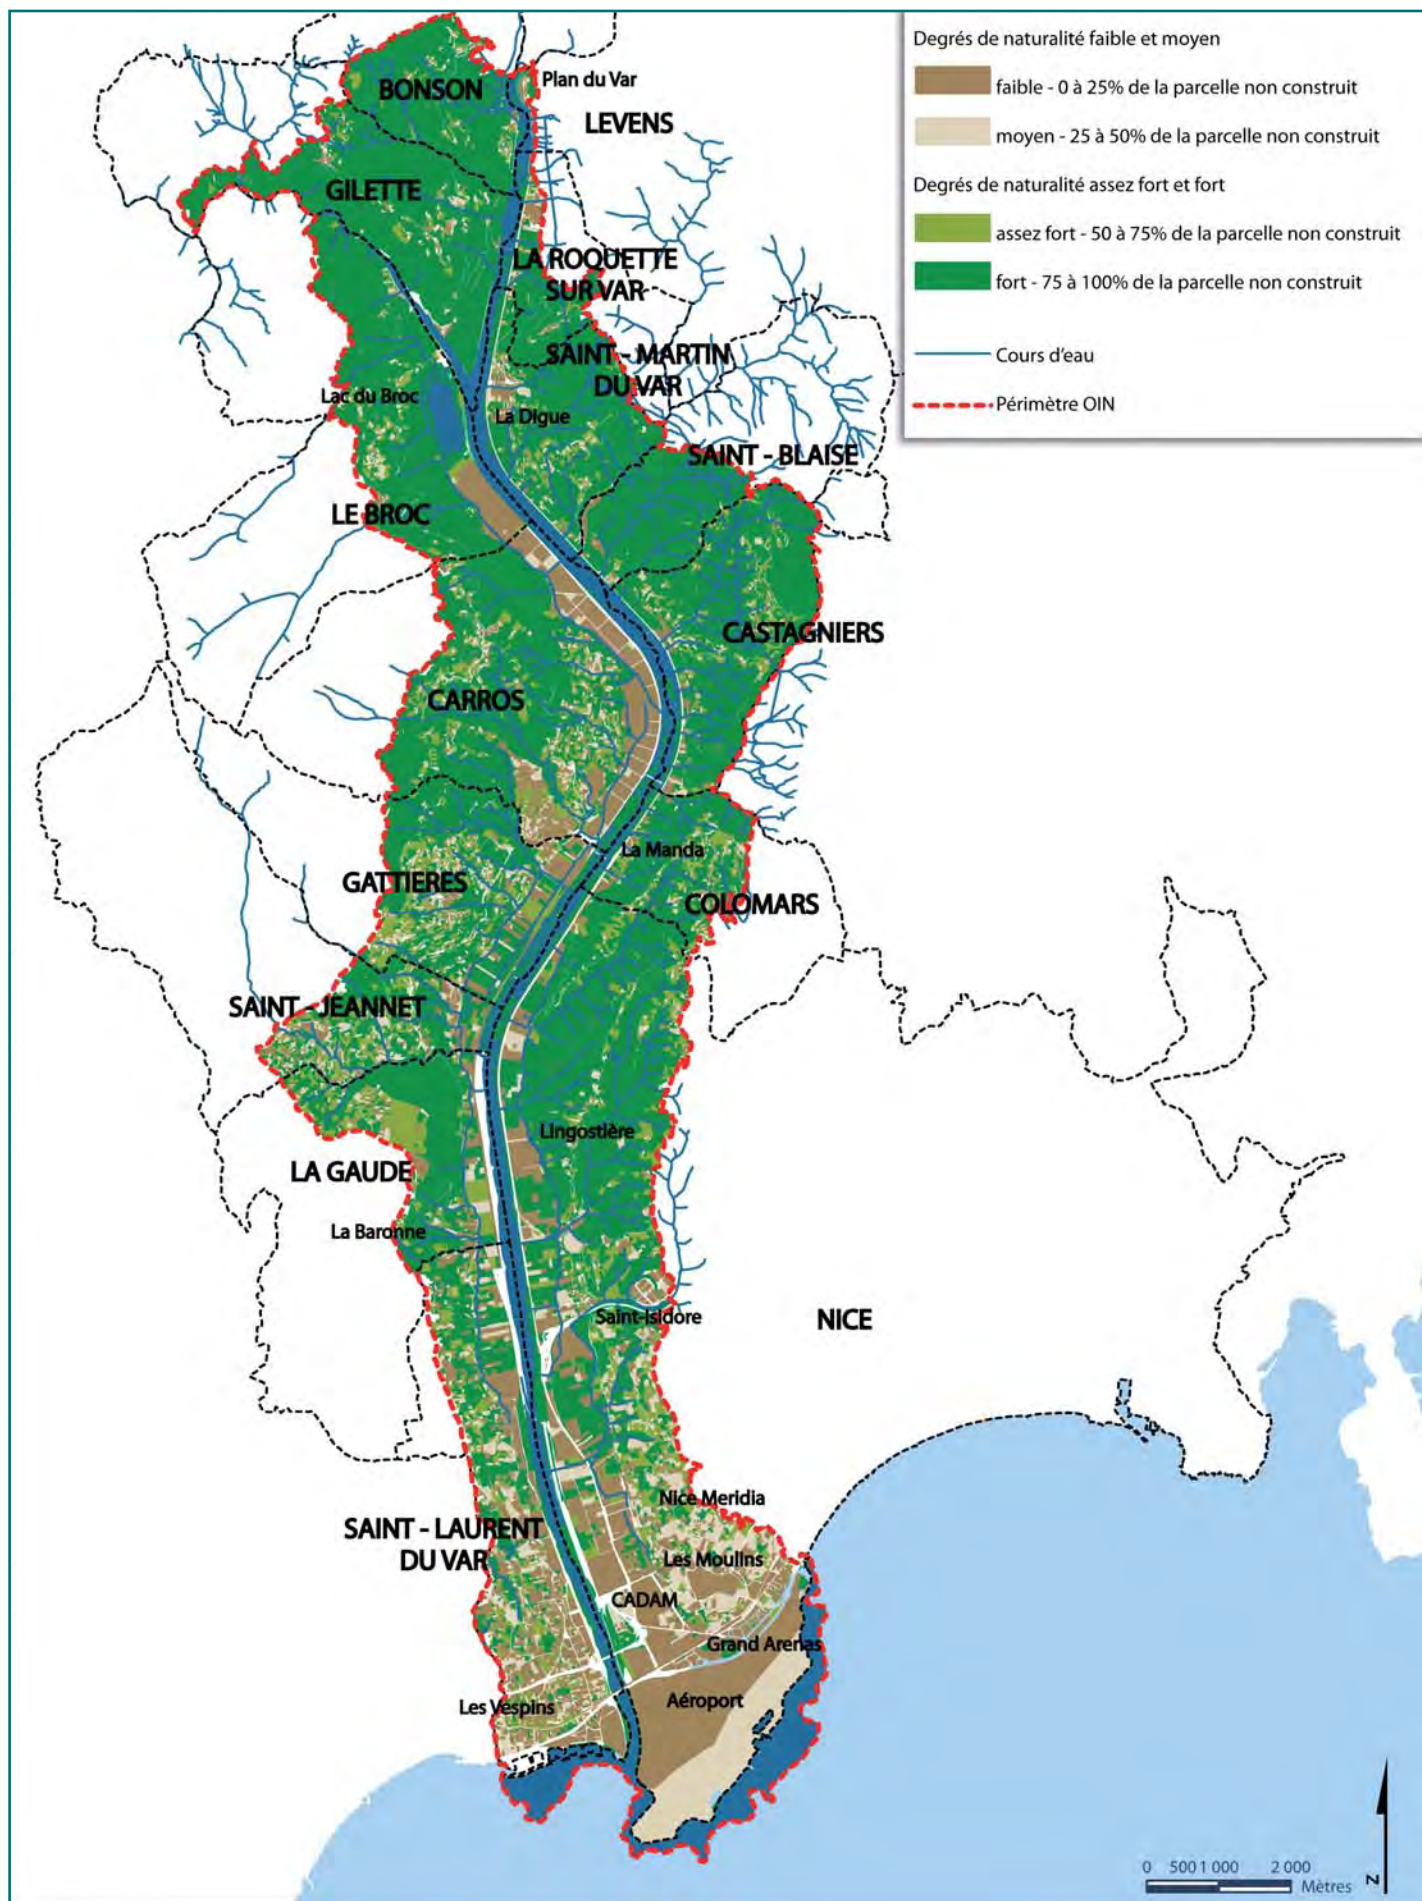 Degrés de naturalité faible et moyen
faible - 0 à 25% de la parcelle non construit
moyen - 25 à 50% de la parcelle non construit
Degrés de naturalité assez fort et fort
assez fort - 50 à 75% de la parcelle non construit
fort - 75 à 100% de la parcelle non construit
Cours d'eau
Périmètre OIN
Plan du Var
BONSON
LEVENS
GILETTE
LA ROQUETTE
SUR VAR
SAINT - MARTIN
DU VAR
Lac du Broc
La Digue
SAINT - BLAISE
LE BROC
CASTAGNIERS
CARROS
La Manda
GATTIERES
COLOMARS
SAINT - JEANNET
Lingostière
LA GAUDE
La Baronne
Saint-Isidore
NICE
Nice Meridia
SAINT - LAURENT
DU VAR
Les Moulins
CADAM
Grand Arenas
Aéroport
Les Vespins
0 500 1 000 2 000
Mètres
N